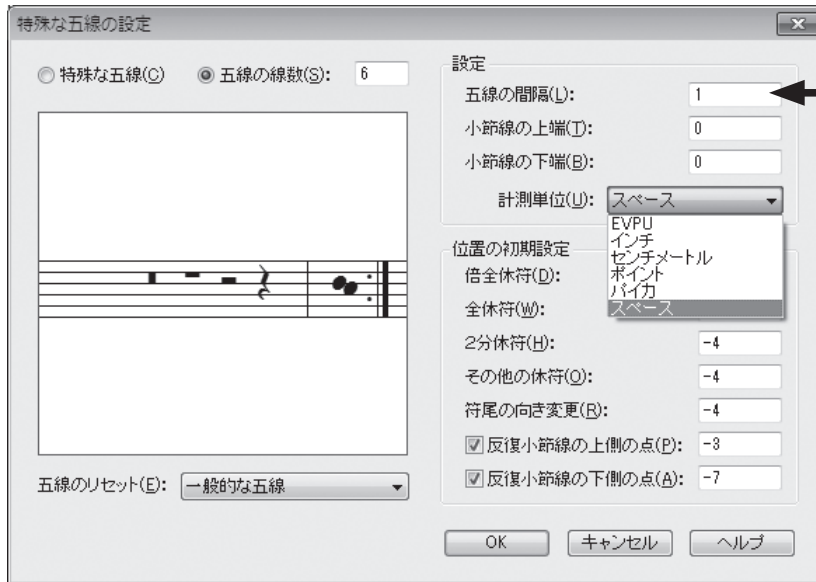 特殊な五線の設定
特殊な五線(C) 五線の線数(S): 6
設定
五線の間隔(L): 1
小節線の上端(T): 0
小節線の下端(B): 0
計測単位(U): スペース
EVPU
インチ
センチメートル
ポイント
パイカ
スペース
位置の初期設定
倍全休符(D):
全休符(W):
2分休符(H): -4
その他の休符(O): -4
符尾の向き変更(R): -4
反復小節線の上側の点(P): -3
反復小節線の下側の点(A): -7
五線のリセット(E): 一般的な五線
OK キャンセル ヘルプ